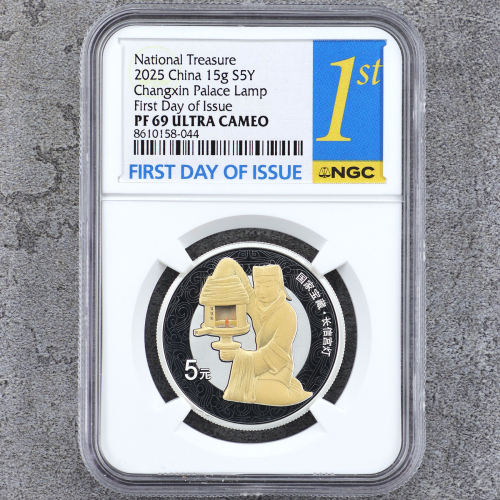 National Treasure
2025 China 15g S5Y
Changxin Palace Lamp
First Day of Issue
PF 69 ULTRA CAMEO
8610158-044
FIRST DAY OF ISSUE
1st
NGC
国家宝藏·长信宫灯
5元